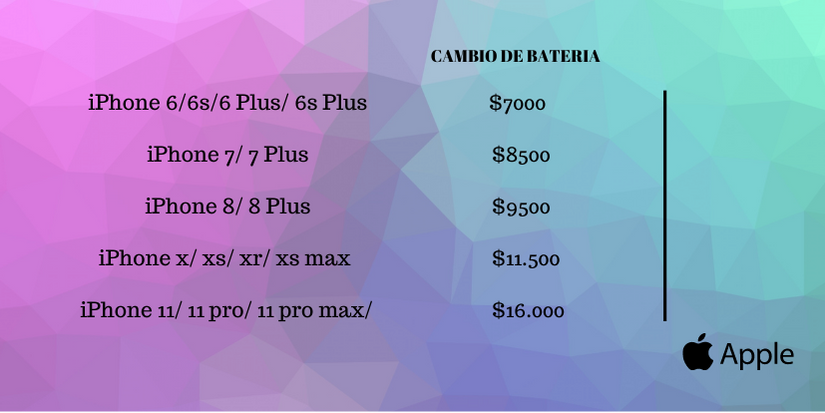 CAMBIO DE BATERIA
iPhone 6/6s/6 Plus/ 6s Plus $7000
iPhone 7/ 7 Plus $8500
iPhone 8/ 8 Plus $9500
iPhone x/ xs/ xr/ xs max $11.500
iPhone 11/ 11 pro/ 11 pro max/ $16.000
Apple